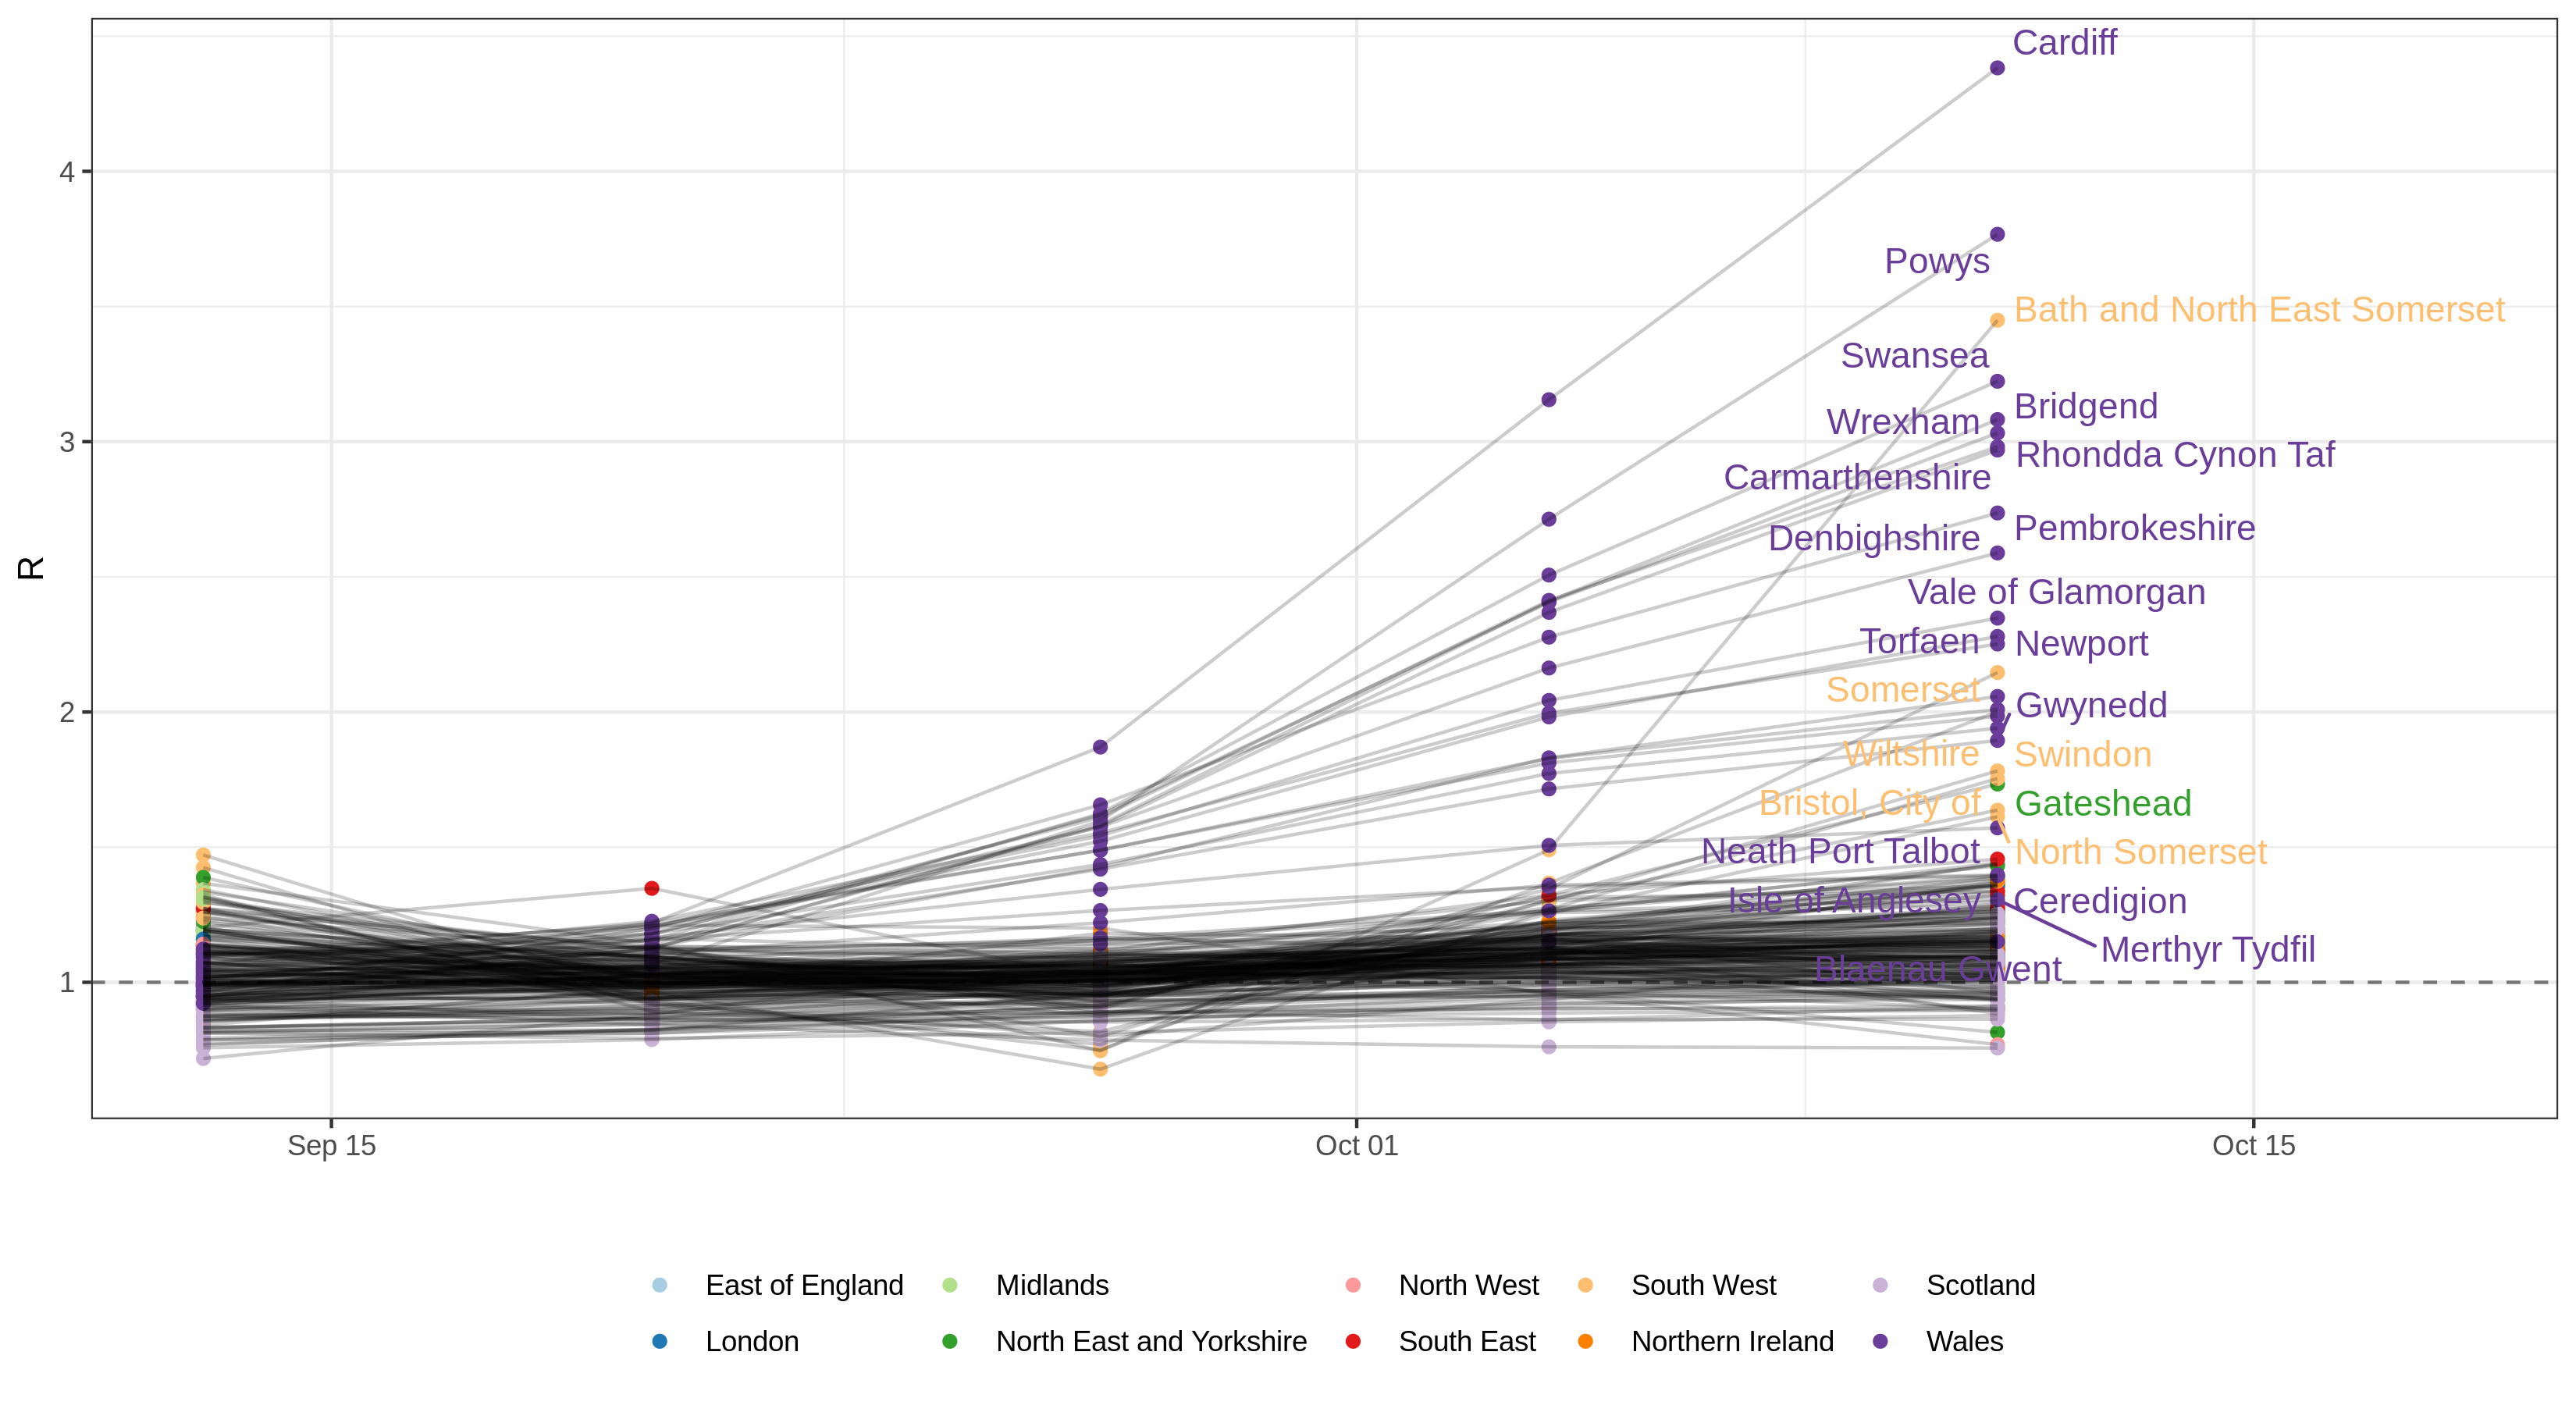 Cardiff
4
Powys
Bath and North East Somerset
Swansea
Bridgend
Wrexham
3
Rhondda Cynon Taf
Carmarthenshire
Pembrokeshire
Denbighshire
R
Vale of Glamorgan
Torfaen
Newport
Somerset
2
Gwynedd
Wiltshire
Swindon
Bristol, City of
Gateshead
Neath Port Talbot
North Somerset
Isle of Anglesey
Ceredigion
Merthyr Tydfil
Blaenau Gwent
1
Sep 15
Oct 01
Oct 15
East of England
Midlands
North West
South West
Scotland
London
North East and Yorkshire
South East
Northern Ireland
Wales